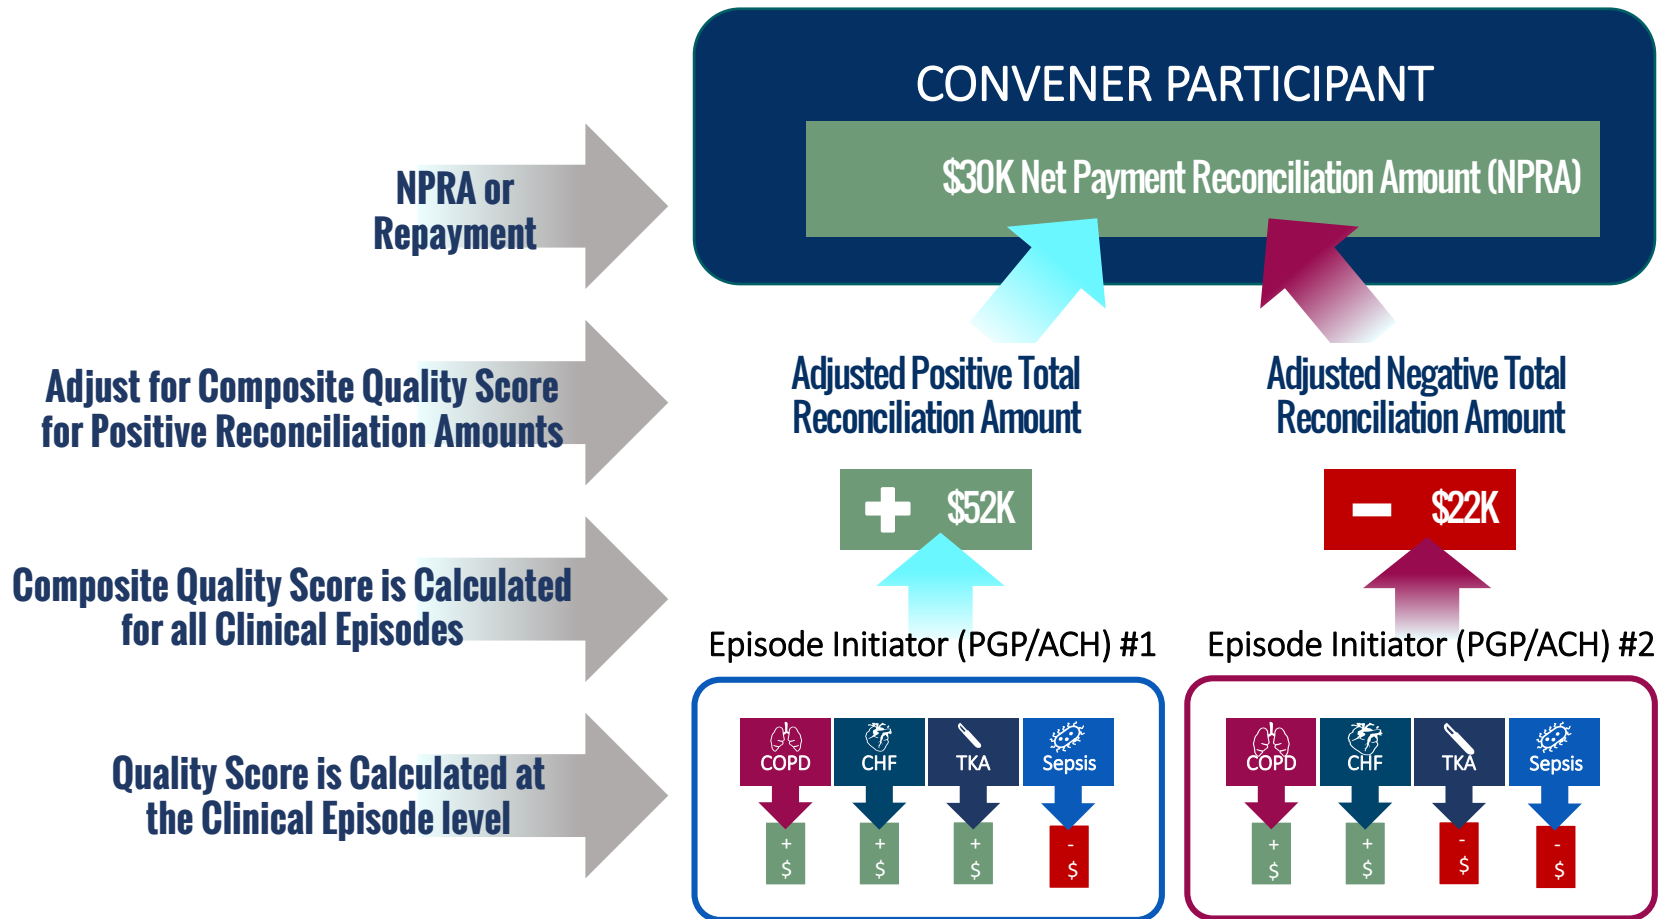 CONVENER PARTICIPANT
$30K Net Payment Reconciliation Amount (NPRA)
NPRA or
Repayment
Adjust for Composite Quality Score
for Positive Reconciliation Amounts
Adjusted Positive Total
Reconciliation Amount
Adjusted Negative Total
Reconciliation Amount
+ $52K
- $22K
Composite Quality Score is Calculated
for all Clinical Episodes
Episode Initiator (PGP/ACH) #1
Episode Initiator (PGP/ACH) #2
Quality Score is Calculated at
the Clinical Episode level
COPD
CHF
TKA
Sepsis
+
$
+
$
+
$
-
$
COPD
CHF
TKA
Sepsis
+
$
+
$
-
$
-
$